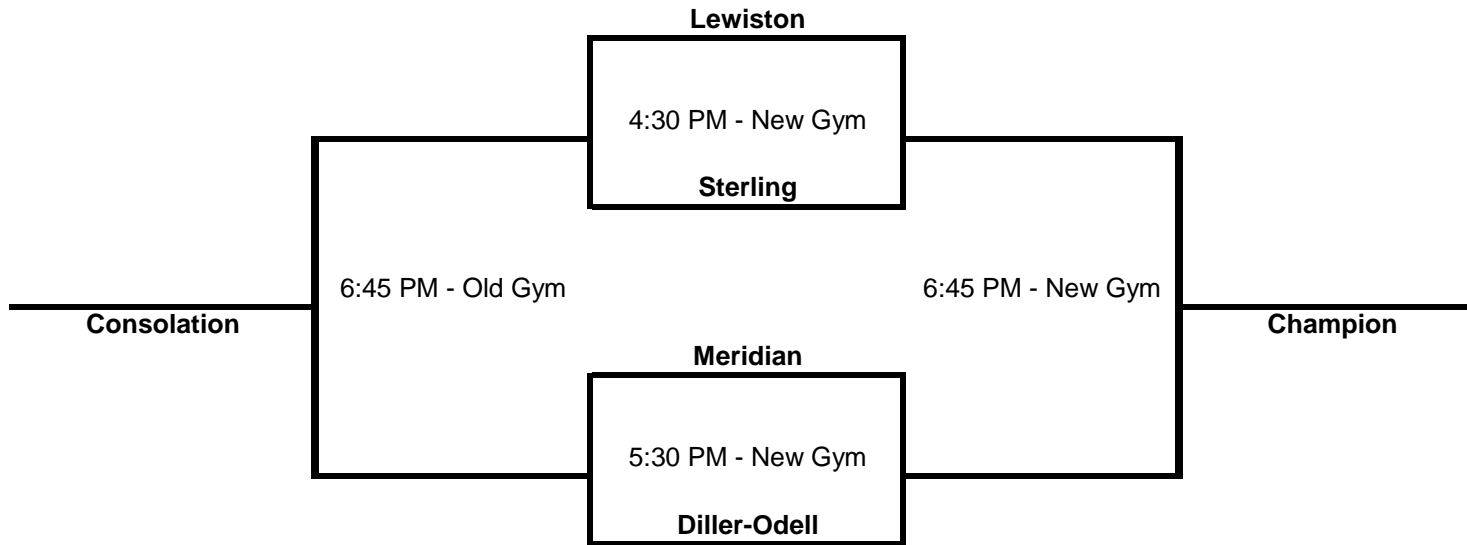 Lewiston
4:30 PM - New Gym
Sterling
6:45 PM - Old Gym
6:45 PM - New Gym
Consolation
Champion
Meridian
5:30 PM - New Gym
Diller-Odell